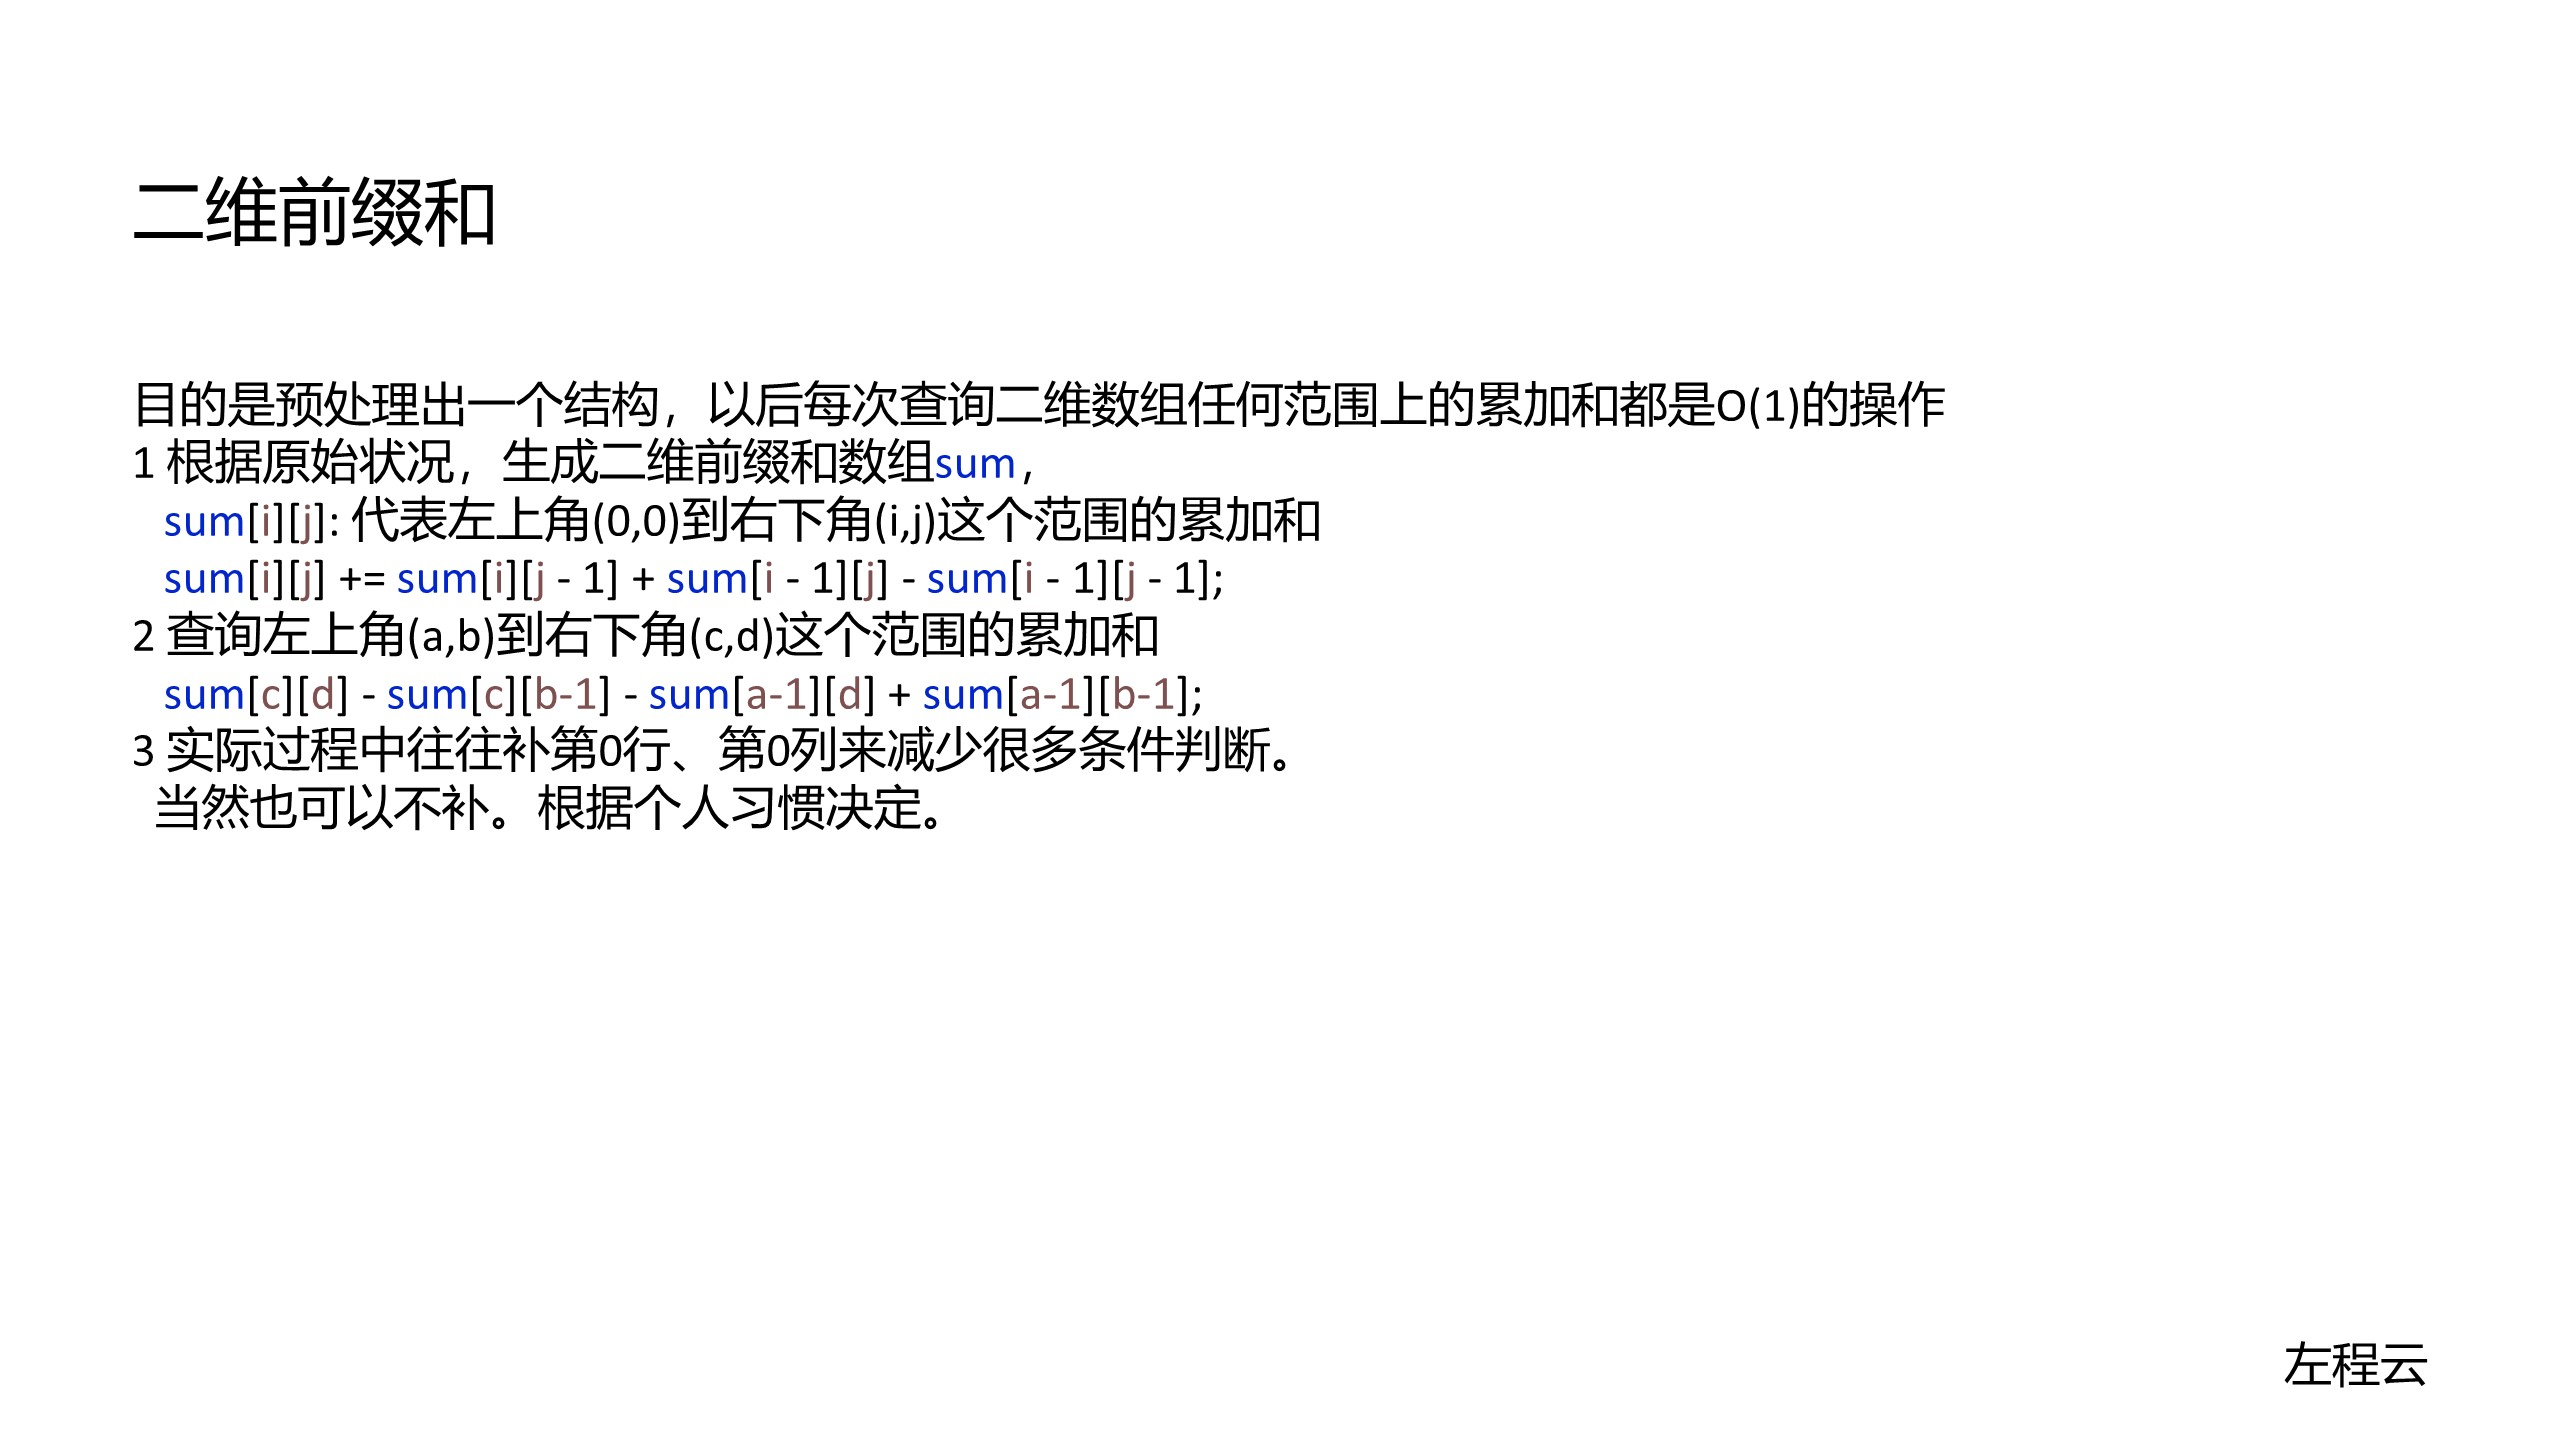 二维前缀和
目的是预处理出一个结构，以后每次查询二维数组任何范围上的累加和都是O(1)的操作
1 根据原始状况，生成二维前缀和数组sum，
sum[i][j]: 代表左上角(0,0)到右下角(i,j)这个范围的累加和
sum[i][j] += sum[i][j - 1] + sum[i - 1][j] - sum[i - 1][j - 1];
2 查询左上角(a,b)到右下角(c,d)这个范围的累加和
sum[c][d] - sum[c][b-1] - sum[a-1][d] + sum[a-1][b-1];
3 实际过程中往往补第0行、第0列来减少很多条件判断。
当然也可以不补。根据个人习惯决定。
左程云